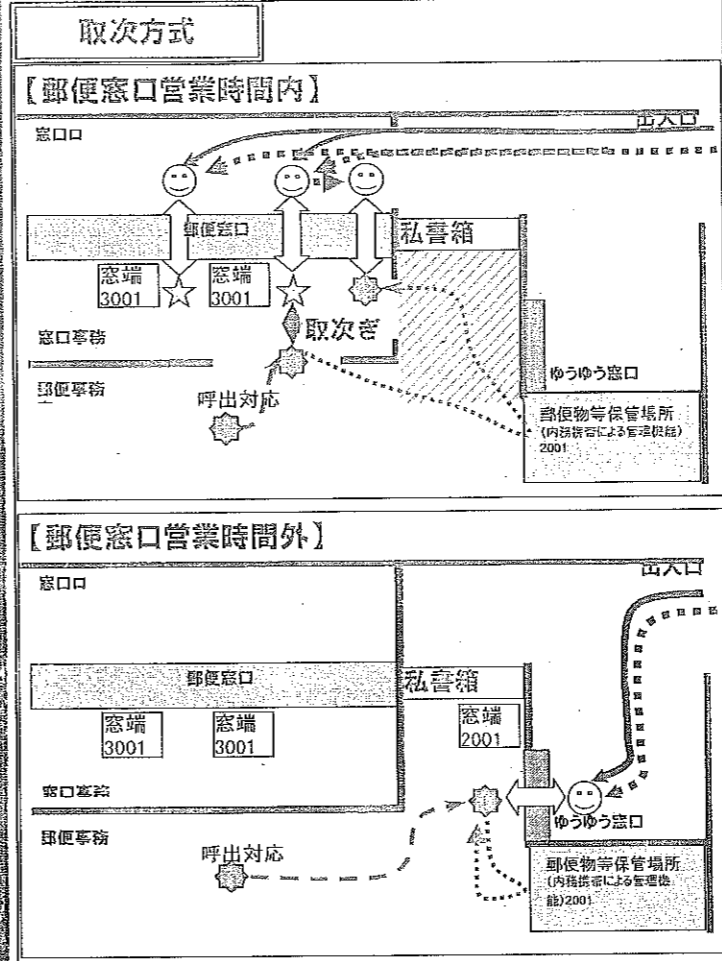 取次方式
【郵便窓口営業時間内】
出入口
窓口口
郵便窓口
私書箱
窓端
3001
窓端
3001
取次ぎ
窓口事務
郵便事務
呼出対応
ゆうゆう窓口
郵便物等保管場所
(内務携帯による管理機能)
2001
【郵便窓口営業時間外】
出入口
窓口口
郵便窓口
私書箱
窓端
3001
窓端
3001
窓端
2001
窓口事務
ゆうゆう窓口
郵便事務
呼出対応
郵便物等保管場所
(内務携帯による管理機
能)2001